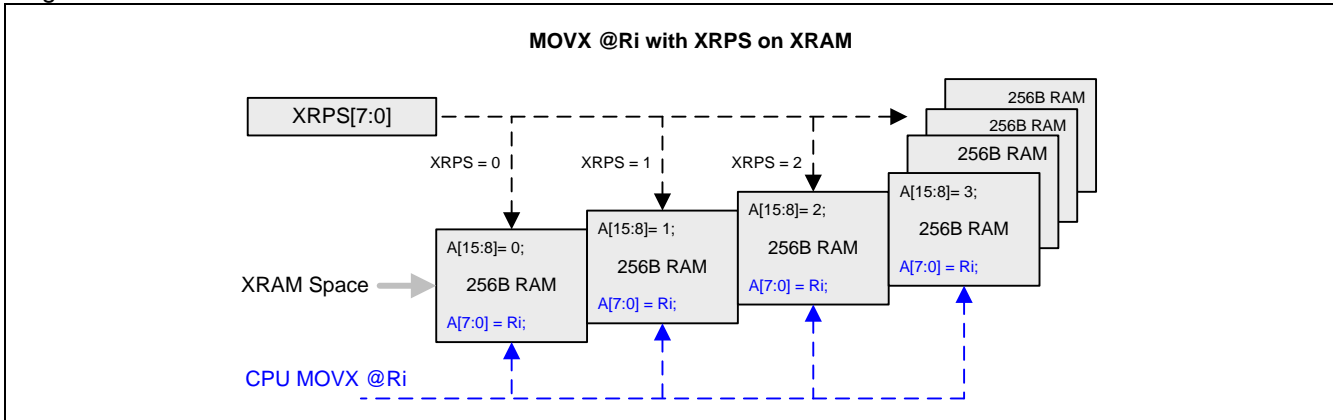 MOVX @Ri with XRPS on XRAM
256B RAM
XRPS[7:0]
256B RAM
256B RAM
XRPS = 0
XRPS = 1
XRPS = 2
A[15:8]= 3;
A[15:8]= 2;
256B RAM
A[15:8]= 1;
A[15:8]= 0;
256B RAM
256B RAM
A[7:0] = Ri;
256B RAM
XRAM Space
A[7:0] = Ri;
A[7:0] = Ri;
A[7:0] = Ri;
CPU MOVX @Ri